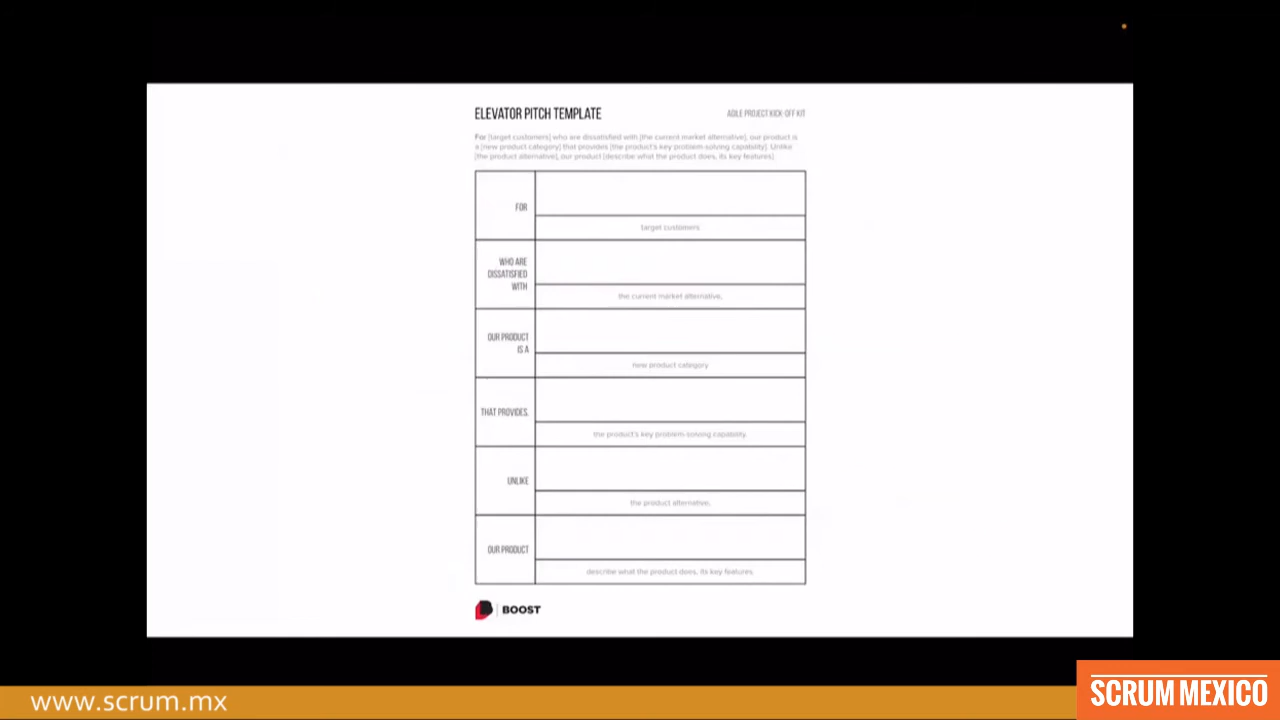 ELEVATOR PITCH TEMPLATE
AGILE PROJECT KICK-OFF KIT
For [target customers] who are dissatisfied with [the current market alternative], our product is
a [new product category] that provides [the product's key problem-solving capability]. Unlike
[the product alternative], our product [describe what the product does, its key features]
FOR
target customers
WHO ARE
DISSATISFIED
WITH
the current market alternative,
OUR PRODUCT
IS A
new product category
THAT PROVIDES,
the product's key problem-solving capability.
UNLIKE
the product alternative,
OUR PRODUCT
describe what the product does, its key features
BOOST
www.scrum.mx
SCRUM MEXICO